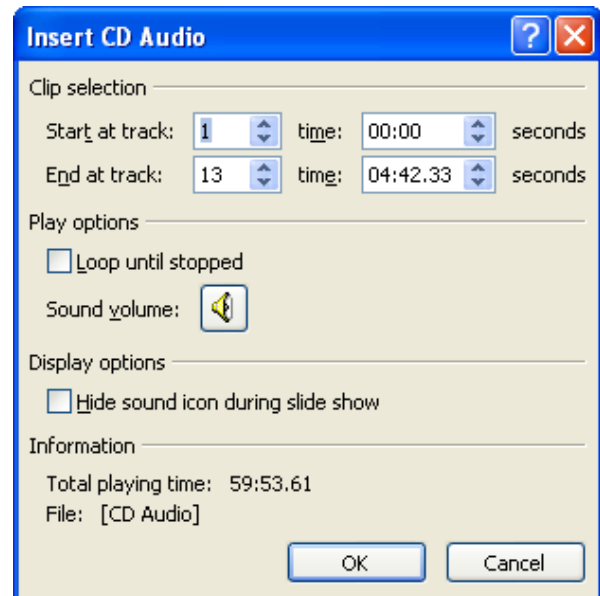 Insert CD Audio
Clip selection
Start at track: 1 time: 00:00 seconds
End at track: 13 time: 04:42.33 seconds
Play options
Loop until stopped
Sound volume:
Display options
Hide sound icon during slide show
Information
Total playing time: 59:53.61
File: [CD Audio]
OK Cancel